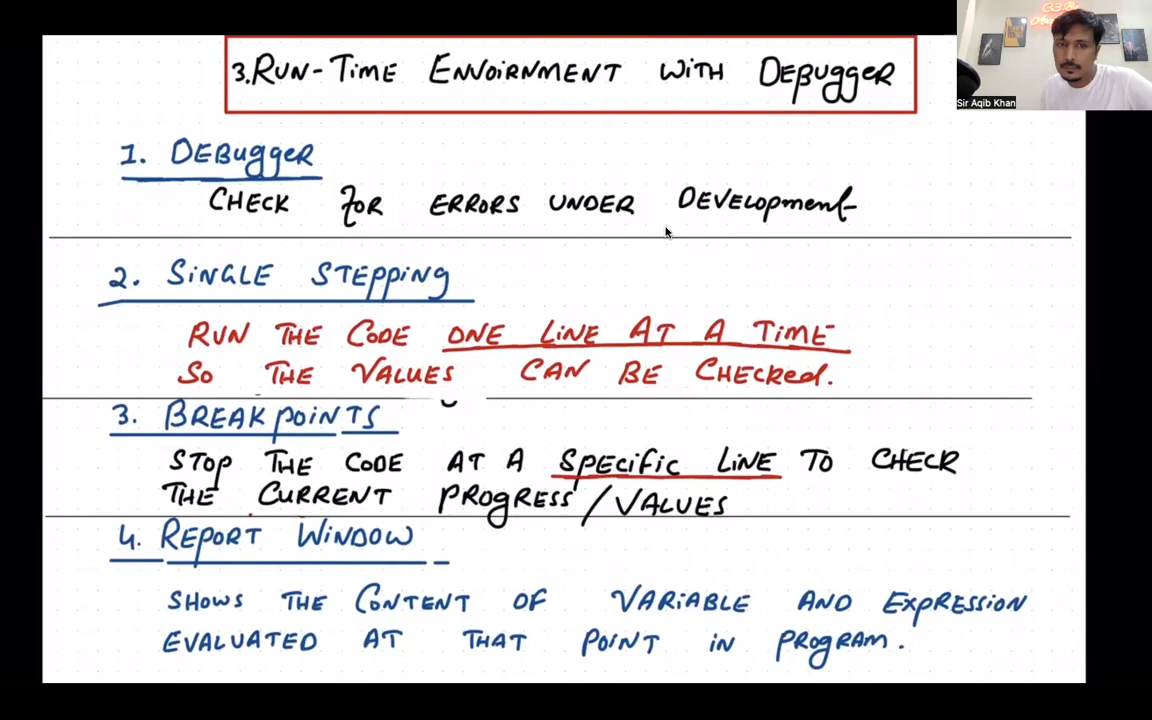 3. RUN-TIME ENVOIRNMENT WITH DEBUGGER
Sir Aqib Khan
1. DEBUGGER
CHECK FOR ERRORS UNDER DEVELOPMENT
2. SINGLE STEPPING
RUN THE CODE ONE LINE AT A TIME
SO THE VALUES CAN BE CHECKED.
3. BREAKPOINTS
STOP THE CODE AT A SPECIFIC LINE TO CHECK
THE CURRENT PROGRESS/VALUES
4. REPORT WINDOW
SHOWS THE CONTENT OF VARIABLE AND EXPRESSION
EVALUATED AT THAT POINT IN PROGRAM.